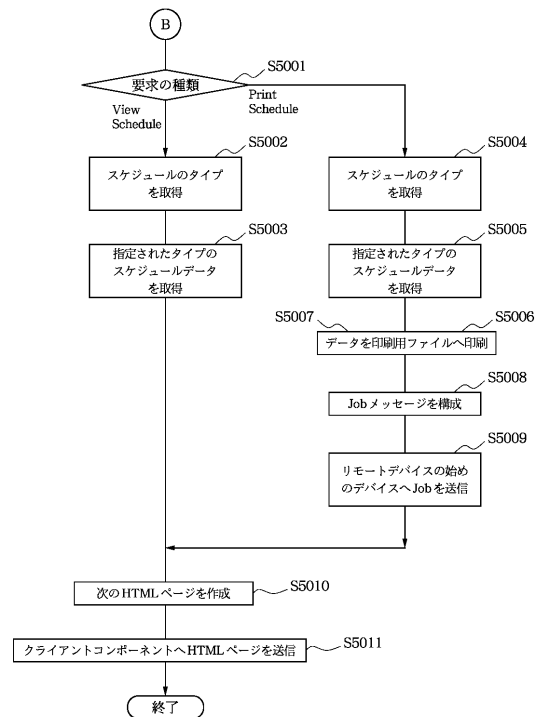 B
S5001
要求の種類
View
Schedule
Print
Schedule
S5002
スケジュールのタイプ
を取得
S5004
スケジュールのタイプ
を取得
S5003
指定されたタイプの
スケジュールデータ
を取得
S5005
指定されたタイプの
スケジュールデータ
を取得
S5007
S5006
データを印刷用ファイルへ印刷
S5008
Jobメッセージを構成
S5009
リモートデバイスの始め
のデバイスへJobを送信
次のHTMLページを作成
S5010
クライアントコンポーネントへHTMLページを送信
S5011
終了